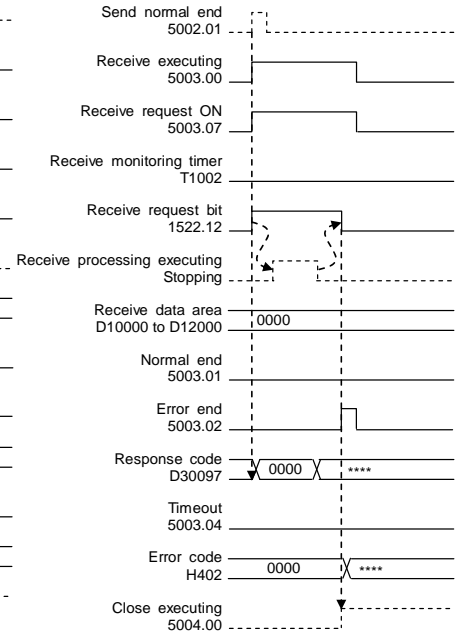 Send normal end
5002.01
Receive executing
5003.00
Receive request ON
5003.07
Receive monitoring timer
T1002
Receive request bit
1522.12
Receive processing executing
Stopping
Receive data area
D10000 to D12000
0000
Normal end
5003.01
Error end
5003.02
Response code
D30097
0000
****
Timeout
5003.04
Error code
H402
0000
****
Close executing
5004.00